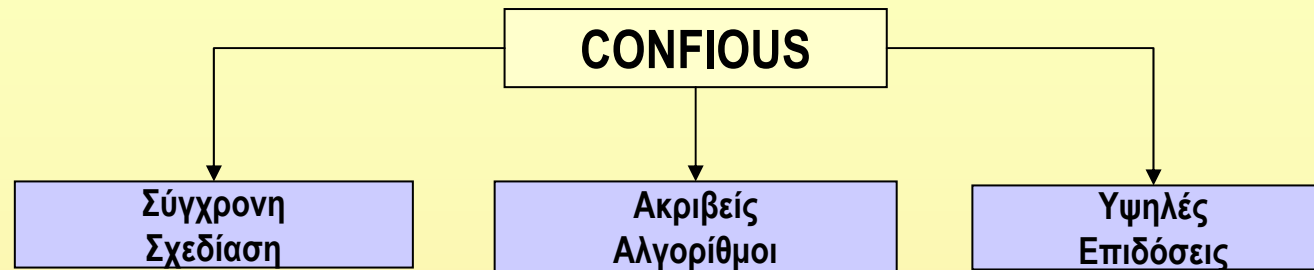 CONFIOUS
Σύγχρονη
Σχεδίαση
Ακριβείς
Αλγορίθμοι
Υψηλές
Επιδόσεις